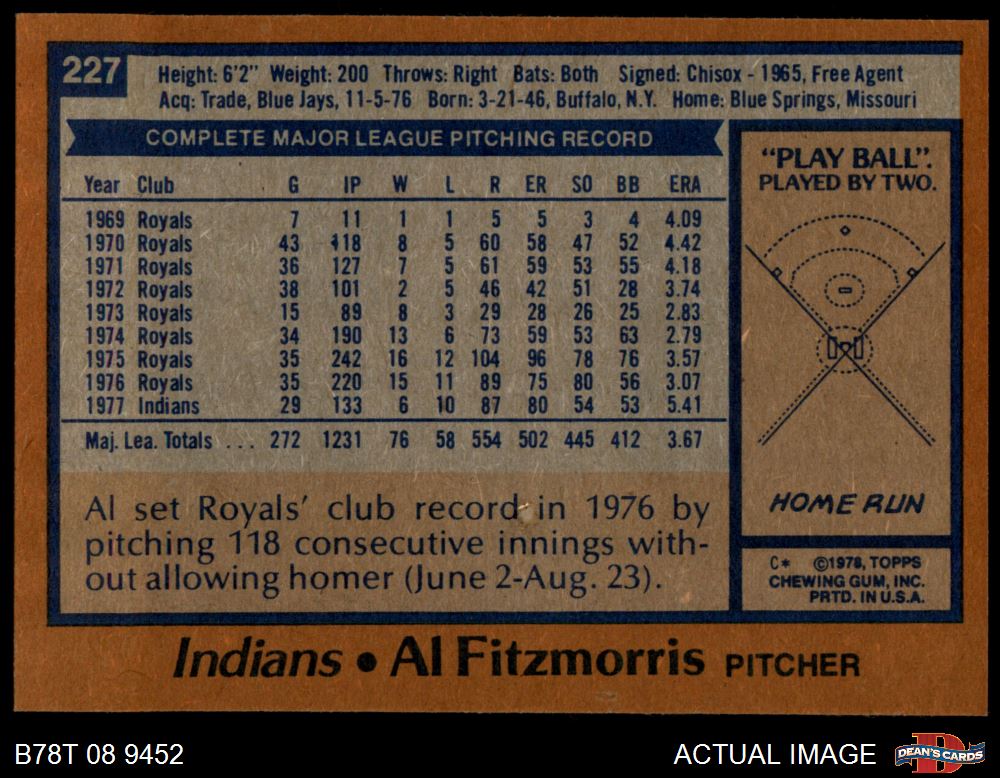 227
Height: 6'2" Weight: 200 Throws: Right Bats: Both Signed: Chisox - 1965, Free Agent
Acq: Trade, Blue Jays, 11-5-76 Born: 3-21-46, Buffalo, N.Y. Home: Blue Springs, Missouri
COMPLETE MAJOR LEAGUE PITCHING RECORD
Year Club G IP W L R ER SO BB ERA
1969 Royals 7 11 1 1 5 5 3 4 4.09
1970 Royals 43 118 8 5 60 58 47 52 4.42
1971 Royals 36 127 7 5 61 59 53 55 4.18
1972 Royals 38 101 2 5 46 42 51 28 3.74
1973 Royals 15 89 8 3 29 28 26 25 2.83
1974 Royals 34 190 13 6 73 59 53 63 2.79
1975 Royals 35 242 16 12 104 96 78 76 3.57
1976 Royals 35 220 15 11 89 75 80 56 3.07
1977 Indians 29 133 6 10 87 80 54 53 5.41
Maj. Lea. Totals ... 272 1231 76 58 554 502 445 412 3.67
Al set Royals' club record in 1976 by
pitching 118 consecutive innings with-
out allowing homer (June 2-Aug. 23).
"PLAY BALL".
PLAYED BY TWO.
HOME RUN
C* ©1978, TOPPS
CHEWING GUM, INC.
PRTD. IN U.S.A.
Indians • Al Fitzmorris PITCHER
B78T 08 9452
ACTUAL IMAGE
DEAN'S CARDS